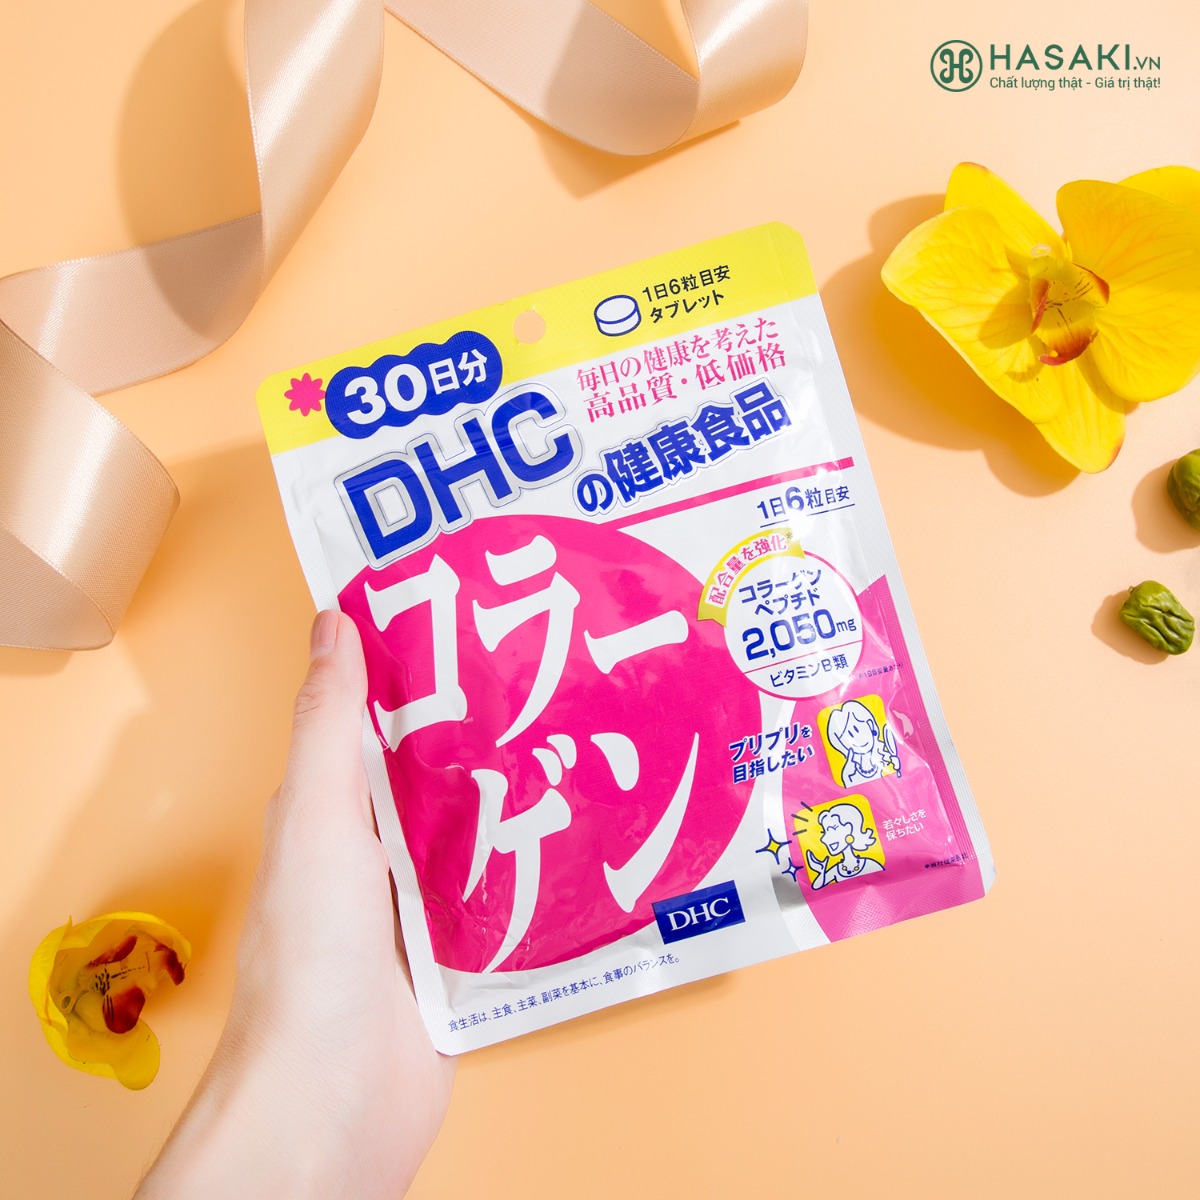 HASAKI.VN
Chất lượng thật - Giá trị thật!
1日6粒目安
タブレット
30日分
毎日の健康を考えた
高品質・低価格
DHC
の健康食品
1日6粒目安
配合量を強化
コラーゲン
ペプチド
2,050mg
ビタミンB類
コラー
ゲン
プリプリを
目指したい
若々しさを
保ちたい
DHC
食生活は、主食、主菜、副菜を基本に、食事のバランスを。